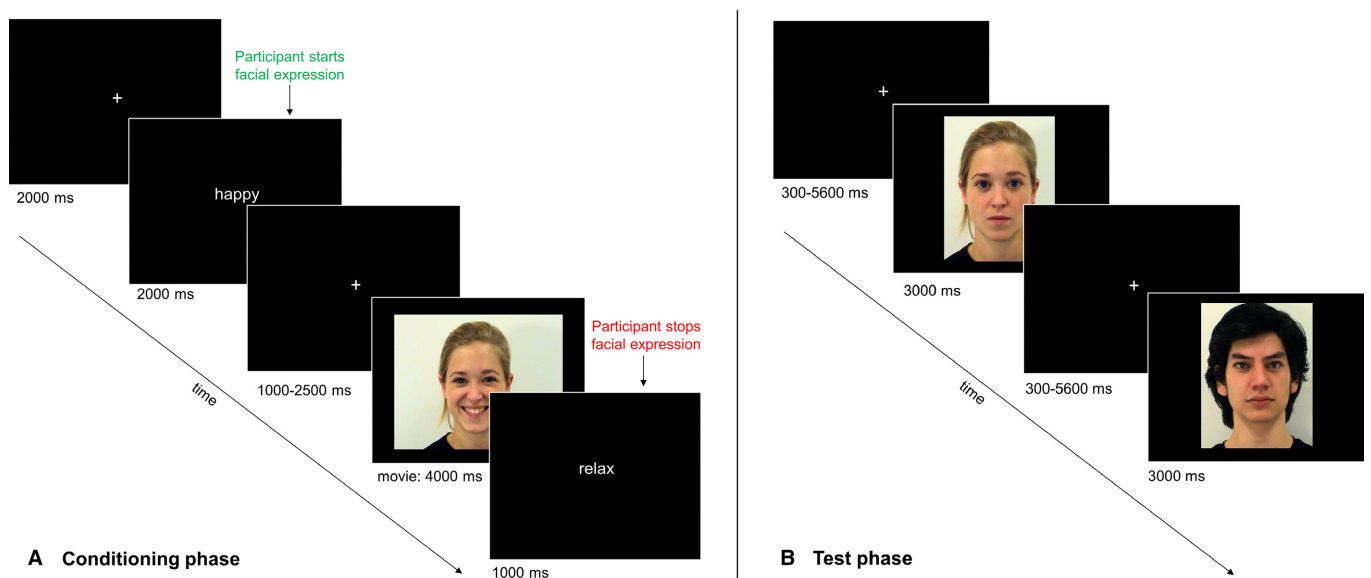 +
2000 ms
Participant starts
facial expression
happy
2000 ms
+
1000-2500 ms
movie: 4000 ms
Participant stops
facial expression
relax
1000 ms
time
A Conditioning phase
+
300-5600 ms
3000 ms
+
300-5600 ms
3000 ms
time
B Test phase